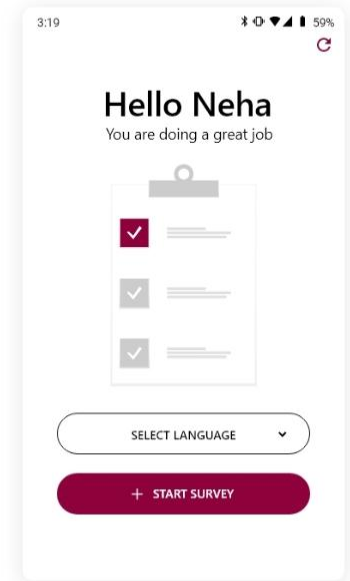 3:19 59%
Hello Neha
You are doing a great job
SELECT LANGUAGE
+ START SURVEY